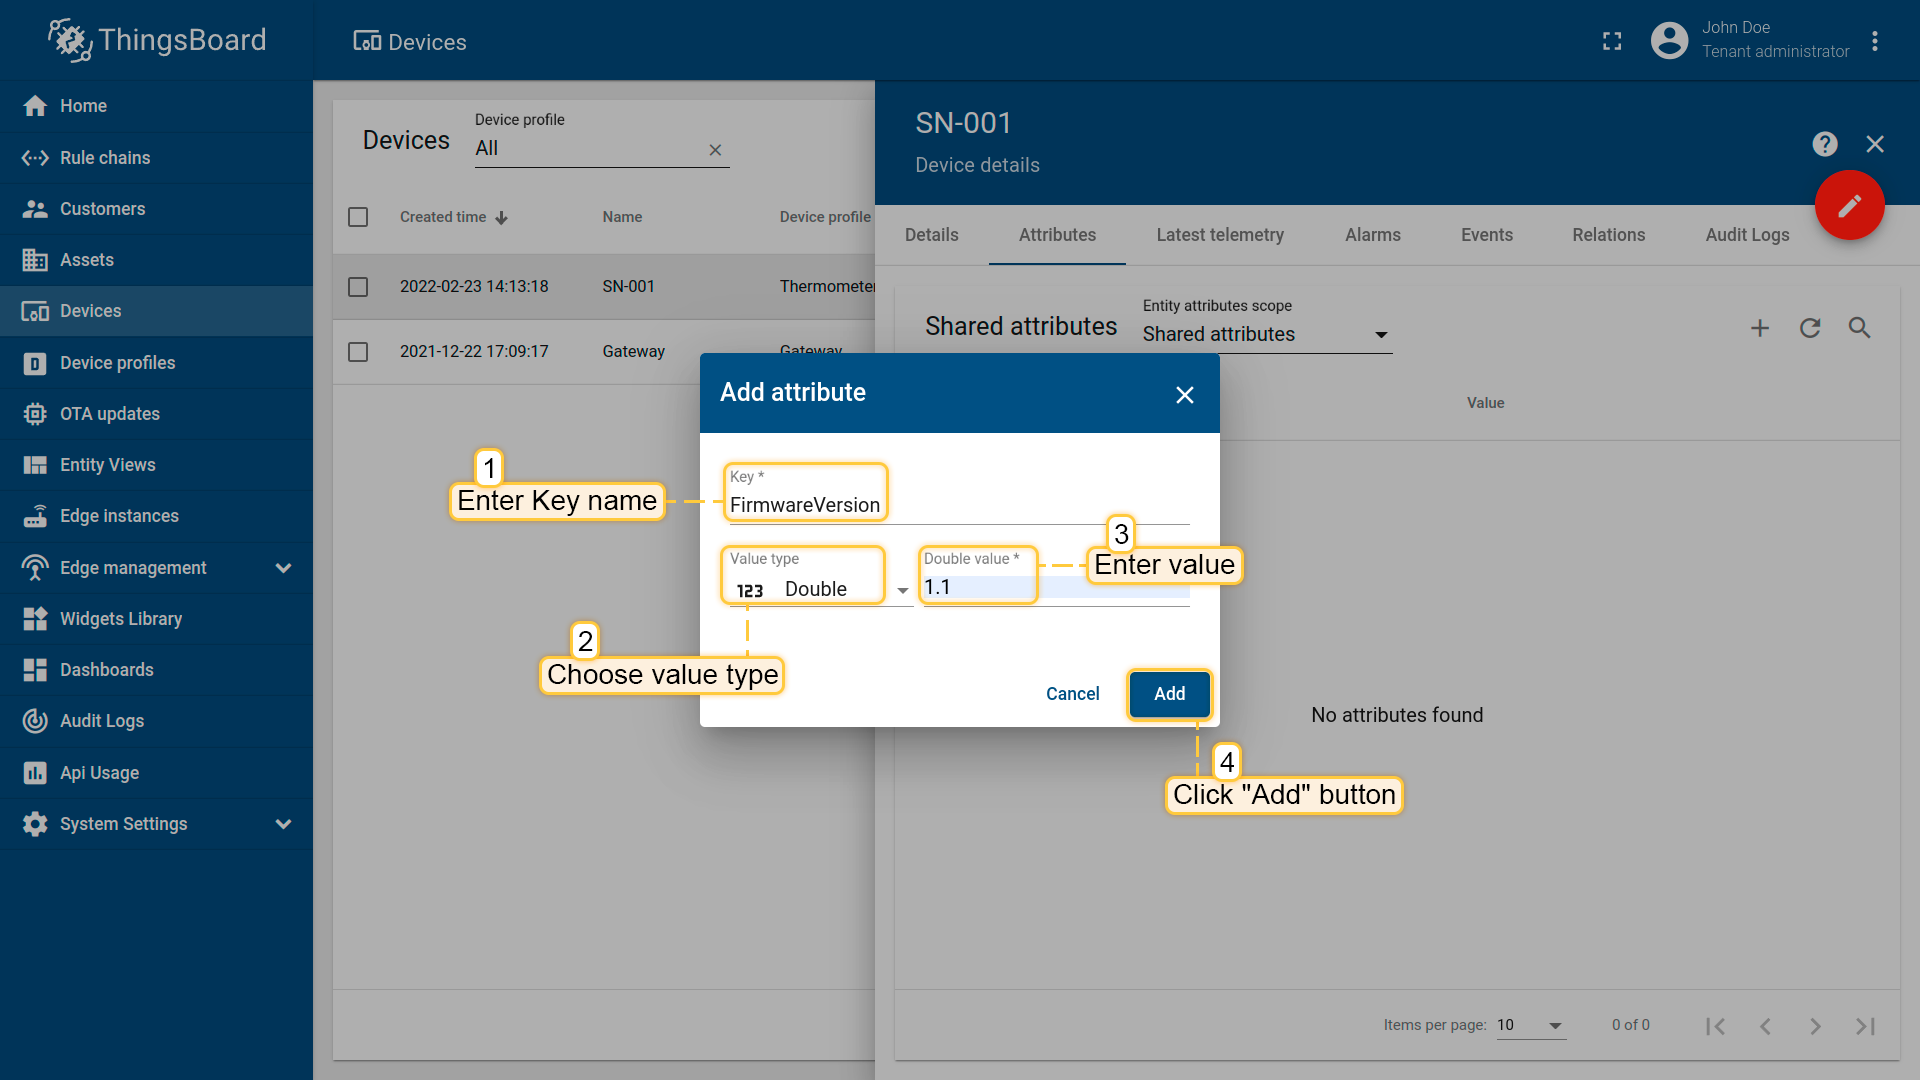 ThingsBoard
Devices
John Doe
Tenant administrator
Home
Rule chains
Customers
Assets
Devices
Device profiles
OTA updates
Entity Views
Edge instances
Edge management
Widgets Library
Dashboards
Audit Logs
Api Usage
System Settings
Devices
Device profile
All
Created time
Name
Device profile
2022-02-23 14:13:18
SN-001
Thermometer
2021-12-22 17:09:17
Gateway
Gateway
SN-001
Device details
Details
Attributes
Latest telemetry
Alarms
Events
Relations
Audit Logs
Shared attributes
Entity attributes scope
Shared attributes
Value
No attributes found
Items per page:
10
0 of 0
Add attribute
1
Enter Key name
Key *
FirmwareVersion
Value type
123
Double
Double value *
1.1
3
Enter value
2
Choose value type
Cancel
Add
4
Click "Add" button